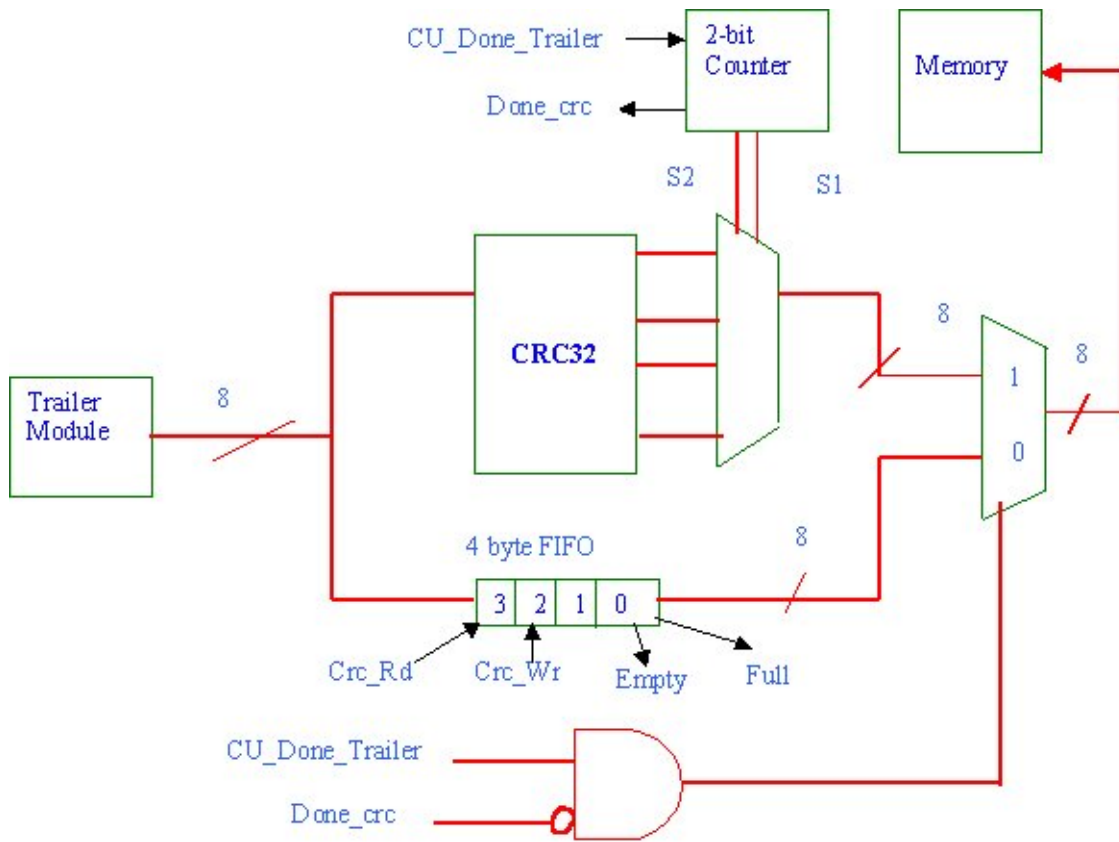 CU_Done_Trailer
2-bit
Counter
Memory
Done_crc
S2
S1
CRC32
8
8
1
0
Trailer
Module
8
4 byte FIFO
8
3 2 1 0
Crc_Rd
Crc_Wr
Empty
Full
CU_Done_Trailer
Done_crc